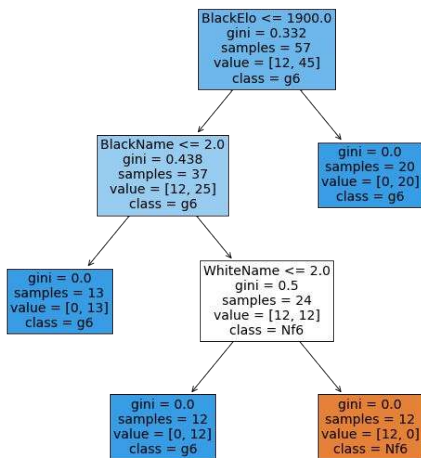 BlackElo <= 1900.0
gini = 0.332
samples = 57
value = [12, 45]
class = g6
BlackName <= 2.0
gini = 0.438
samples = 37
value = [12, 25]
class = g6
gini = 0.0
samples = 20
value = [0, 20]
class = g6
gini = 0.0
samples = 13
value = [0, 13]
class = g6
WhiteName <= 2.0
gini = 0.5
samples = 24
value = [12, 12]
class = Nf6
gini = 0.0
samples = 12
value = [0, 12]
class = g6
gini = 0.0
samples = 12
value = [12, 0]
class = Nf6